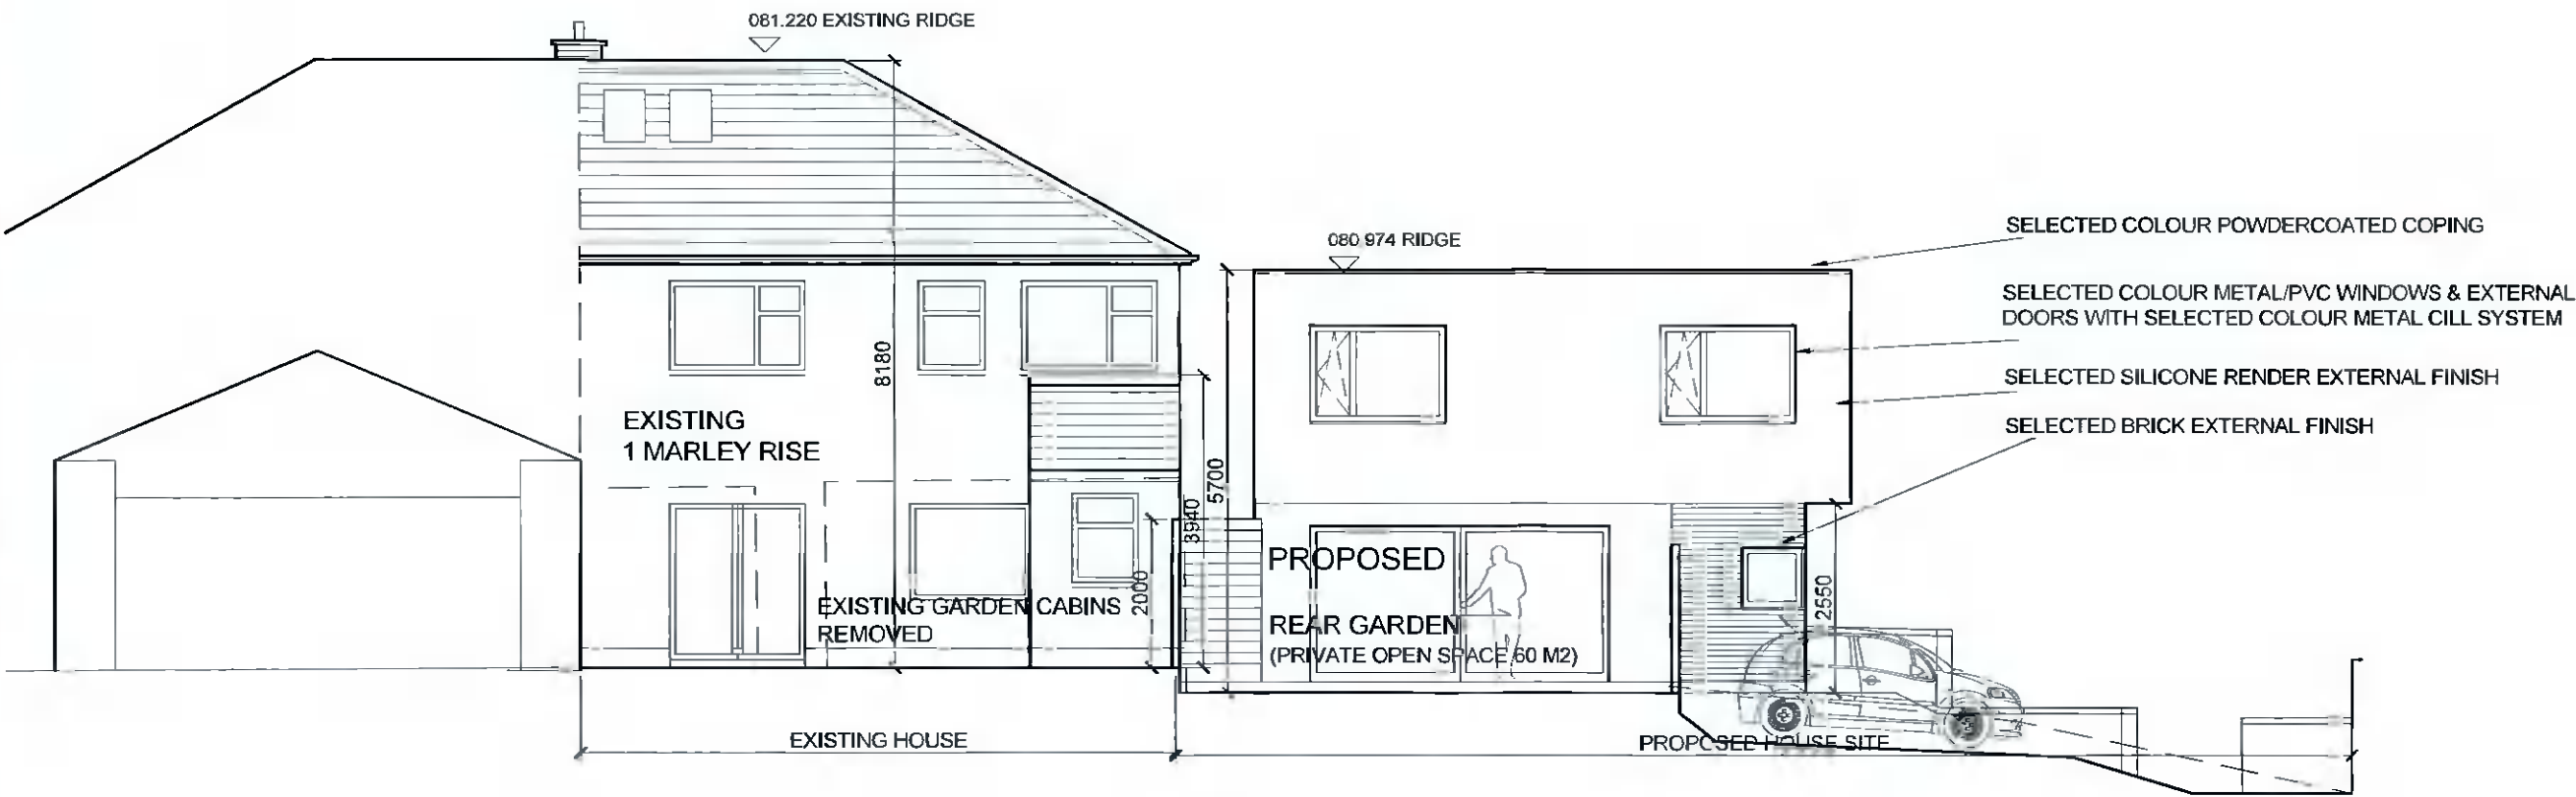 081.220 EXISTING RIDGE
080.974 RIDGE
SELECTED COLOUR POWDERCOATED COPING
SELECTED COLOUR METAL/PVC WINDOWS & EXTERNAL
DOORS WITH SELECTED COLOUR METAL CILL SYSTEM
SELECTED SILICONE RENDER EXTERNAL FINISH
SELECTED BRICK EXTERNAL FINISH
8180
EXISTING
1 MARLEY RISE
5700
3940
2000
2550
PROPOSED
EXISTING GARDEN CABINS
REMOVED
REAR GARDEN
(PRIVATE OPEN SPACE 60 M2)
EXISTING HOUSE
PROPOSED HOUSE SITE